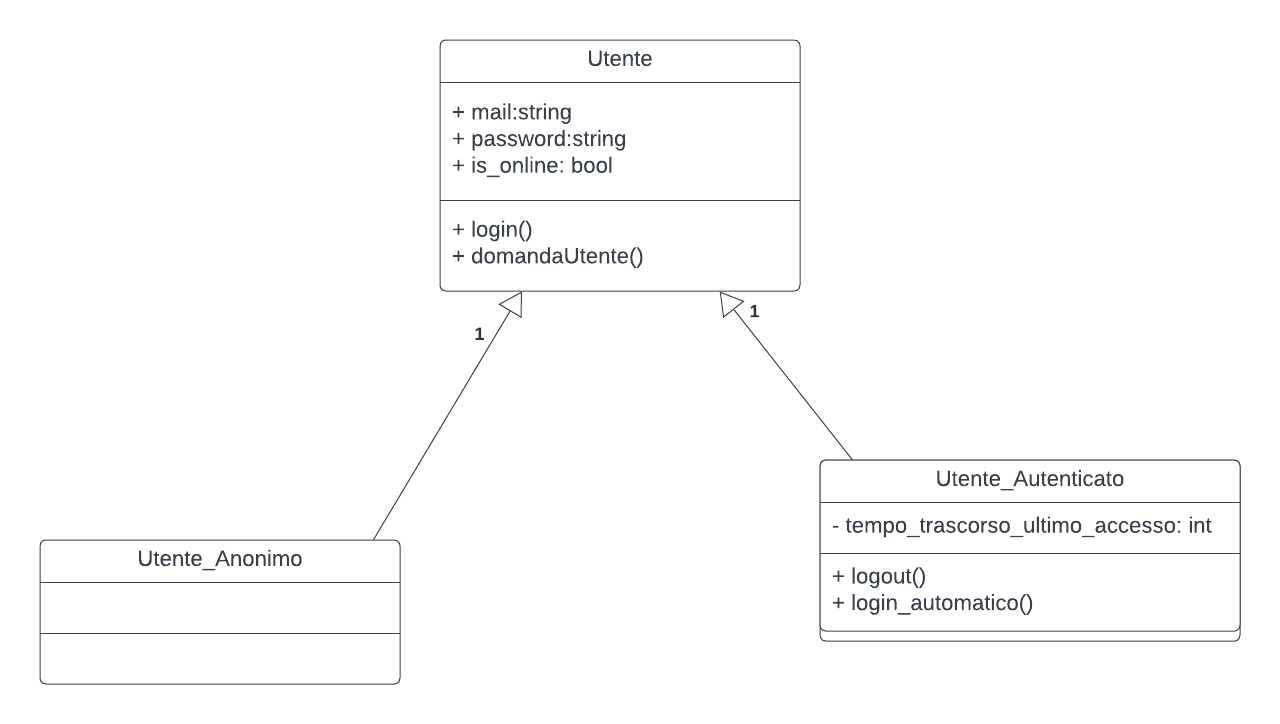 Utente
+ mail:string
+ password:string
+ is_online: bool
+ login()
+ domandaUtente()
1
1
Utente_Autenticato
- tempo_trascorso_ultimo_accesso: int
+ logout()
+ login_automatico()
Utente_Anonimo